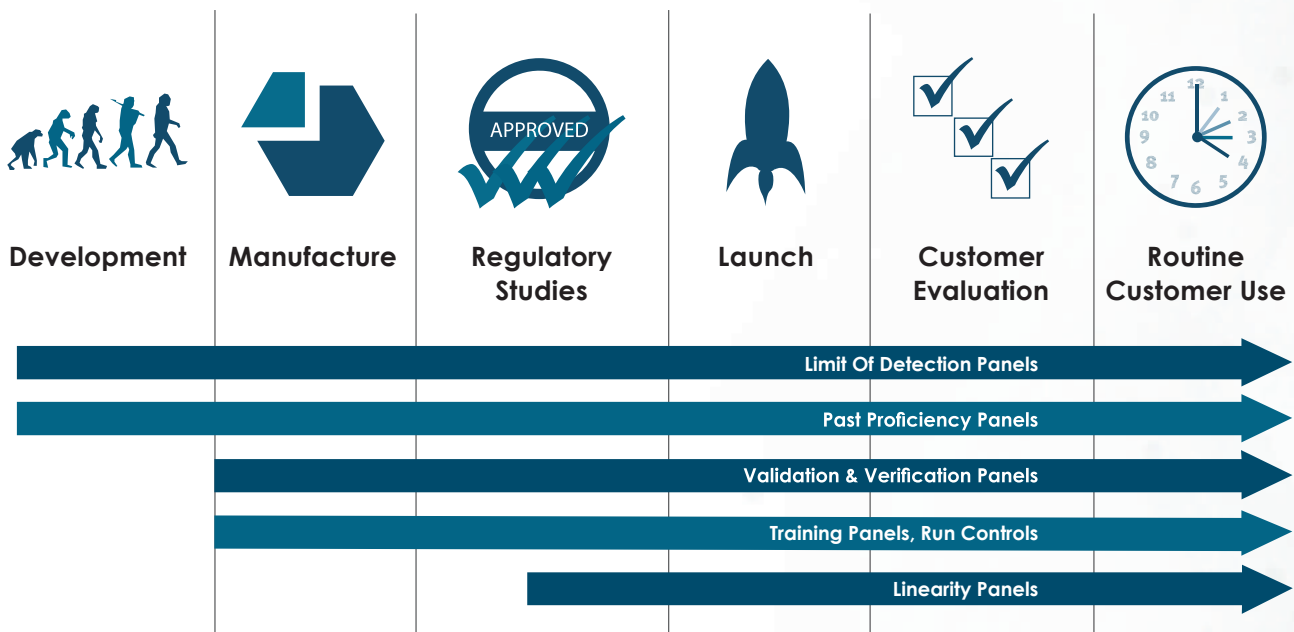 APPROVED
12
1
2
3
4
5
6
7
8
9
10
11
Development
Manufacture
Regulatory
Studies
Launch
Customer
Evaluation
Routine
Customer Use
Limit Of Detection Panels
Past Proficiency Panels
Validation & Verification Panels
Training Panels, Run Controls
Linearity Panels